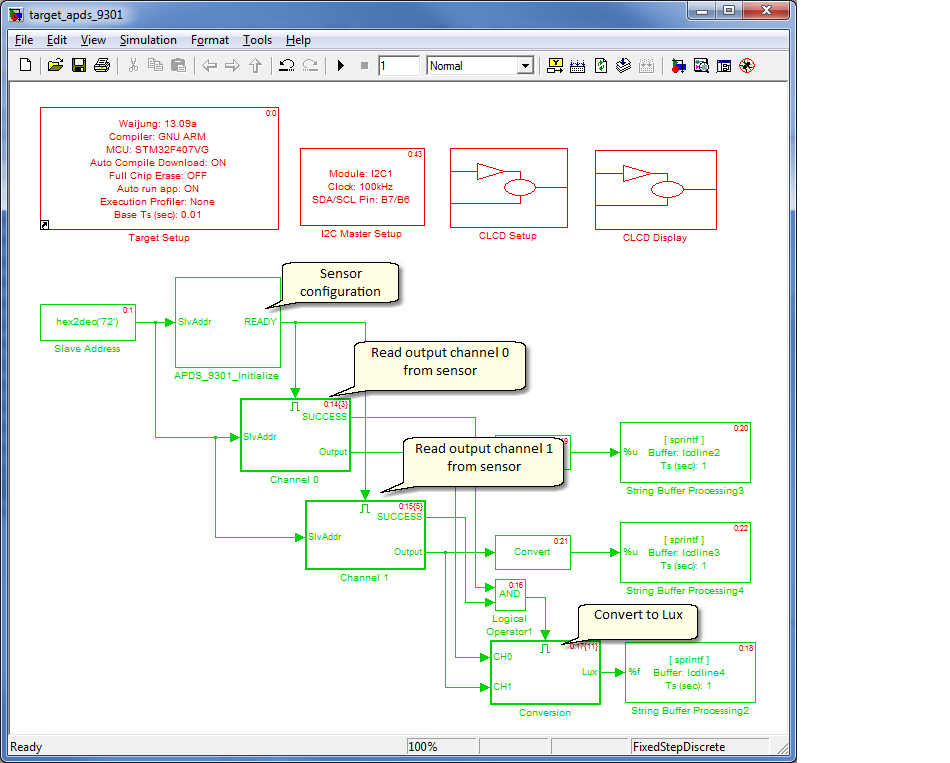 target_apds_9301
File Edit View Simulation Format Tools Help
1 Normal
0:0
Waijung: 13.09a
Compiler: GNU ARM
MCU: STM32F407VG
Auto Compile Download: ON
Full Chip Erase: OFF
Auto run app: ON
Execution Profiler: None
Base Ts (sec): 0.01
Target Setup
0:43
Module: I2C1
Clock: 100kHz
SDA/SCL Pin: B7/B6
I2C Master Setup
CLCD Setup
CLCD Display
Sensor
configuration
0:1
hex2dec('72')
Slave Address
SlvAddr READY
APDS_9301_Initialize
Read output channel 0
from sensor
0:14{3}
SUCCESS
SlvAddr
Output
Channel 0
Read output channel 1
from sensor
0:20
[ sprintf ]
%u Buffer: lcdline2
Ts (sec): 1
String Buffer Processing3
0:15{5}
SUCCESS
SlvAddr
Output
Channel 1
0:21
Convert
0:22
[ sprintf ]
%u Buffer: lcdline3
Ts (sec): 1
String Buffer Processing4
0:16
AND
Logical
Operator1
Convert to Lux
0:17{11}
CH0
Lux
CH1
Conversion
0:18
[ sprintf ]
%f Buffer: lcdline4
Ts (sec): 1
String Buffer Processing2
Ready 100% FixedStepDiscrete